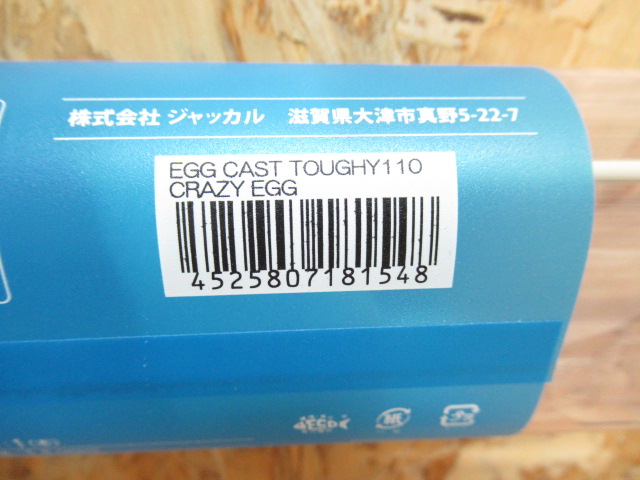 株式会社 ジャッカル 滋賀県大津市真野5-22-7
EGG CAST TOUGHY110
CRAZY EGG
4525807181548